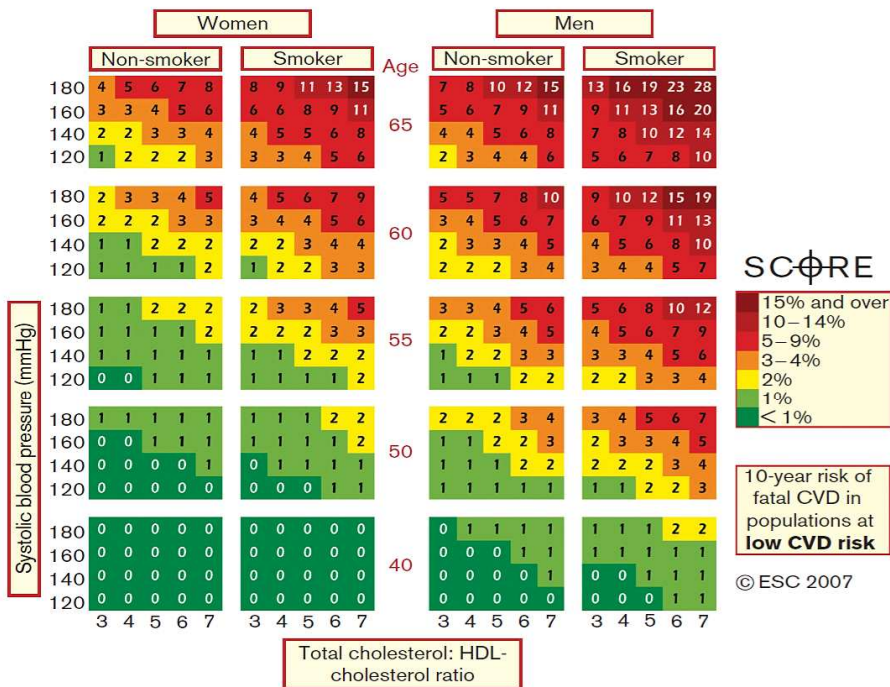 Women Men
Non-smoker Smoker Age Non-smoker Smoker
180 4 5 6 7 8 8 9 11 13 15 7 8 10 12 15 13 16 19 23 28
160 3 3 4 5 6 6 6 8 9 11 5 6 7 9 11 9 11 13 16 20
65
140 2 2 3 3 4 4 5 5 6 8 4 4 5 6 8 7 8 10 12 14
120 1 2 2 2 3 3 3 4 5 6 2 3 4 4 6 5 6 7 8 10
180 2 3 3 4 5 4 5 6 7 9 5 5 7 8 10 9 10 12 15 19
160 2 2 2 3 3 3 4 4 5 6 3 4 5 6 7 6 7 9 11 13
60
140 1 1 2 2 2 2 2 3 4 4 2 3 3 4 5 4 5 6 8 10
120 1 1 1 1 2 1 2 2 3 3 2 2 2 3 4 3 4 4 5 7
180 1 1 2 2 2 2 3 3 4 5 3 3 4 5 6 5 6 8 10 12
160 1 1 1 1 2 2 2 2 3 3 2 2 3 4 5 4 5 6 7 9
55
140 1 1 1 1 1 1 1 2 2 2 1 2 2 3 3 3 3 4 5 6
120 0 0 1 1 1 1 1 1 1 2 1 1 1 2 2 2 2 3 3 4
180 1 1 1 1 1 1 1 1 2 2 2 2 2 3 4 3 4 5 6 7
160 0 0 1 1 1 1 1 1 1 2 1 1 2 2 3 2 3 3 4 5
50
140 0 0 0 0 1 0 1 1 1 1 1 1 1 2 2 2 2 2 3 4
120 0 0 0 0 0 0 0 0 1 1 1 1 1 1 1 1 1 2 2 3
180 0 0 0 0 0 0 0 0 0 0 0 1 1 1 1 1 1 1 2 2
160 0 0 0 0 0 0 0 0 0 0 0 0 0 1 1 1 1 1 1 1
40
140 0 0 0 0 0 0 0 0 0 0 0 0 0 0 1 0 0 1 1 1
120 0 0 0 0 0 0 0 0 0 0 0 0 0 0 0 0 0 0 1 1
3 4 5 6 7 3 4 5 6 7 3 4 5 6 7 3 4 5 6 7
Systolic blood pressure (mmHg)
Total cholesterol: HDL-
cholesterol ratio
SCORE
15% and over
10–14%
5–9%
3–4%
2%
1%
< 1%
10-year risk of
fatal CVD in
populations at
low CVD risk
© ESC 2007